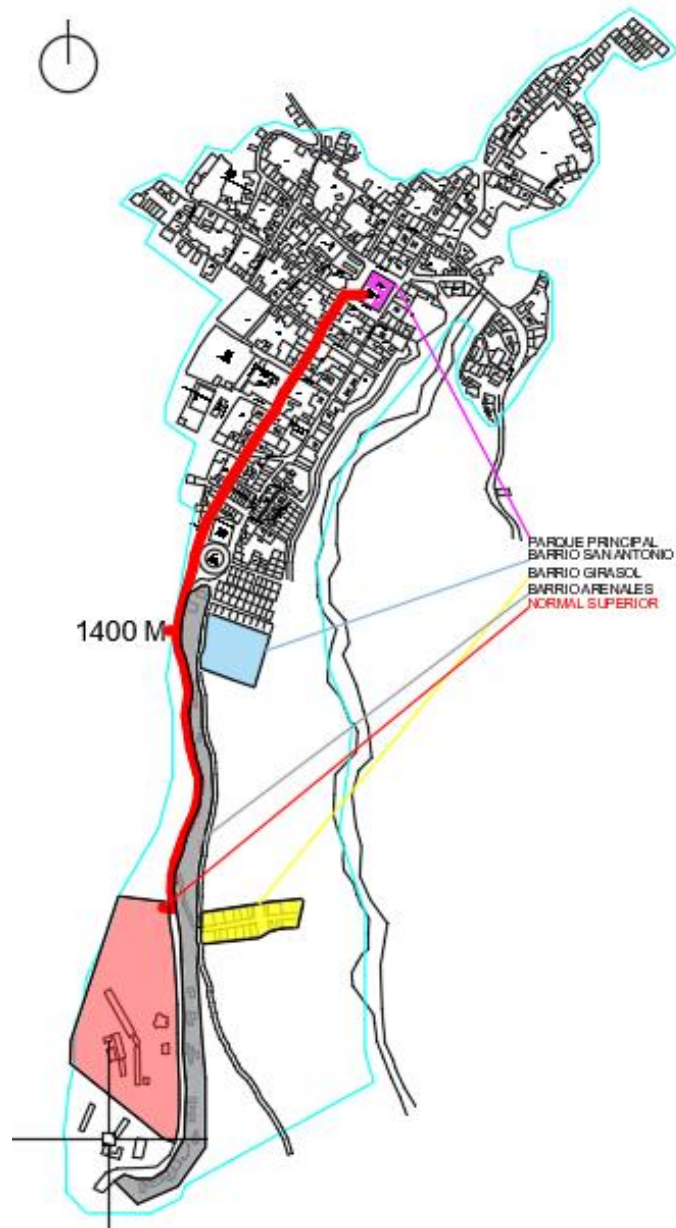 PARQUE PRINCIPAL
BARRIO SAN ANTONIO
BARRIO GIRASOL
BARRIO ARENALES
NORMAL SUPERIOR
1400 M